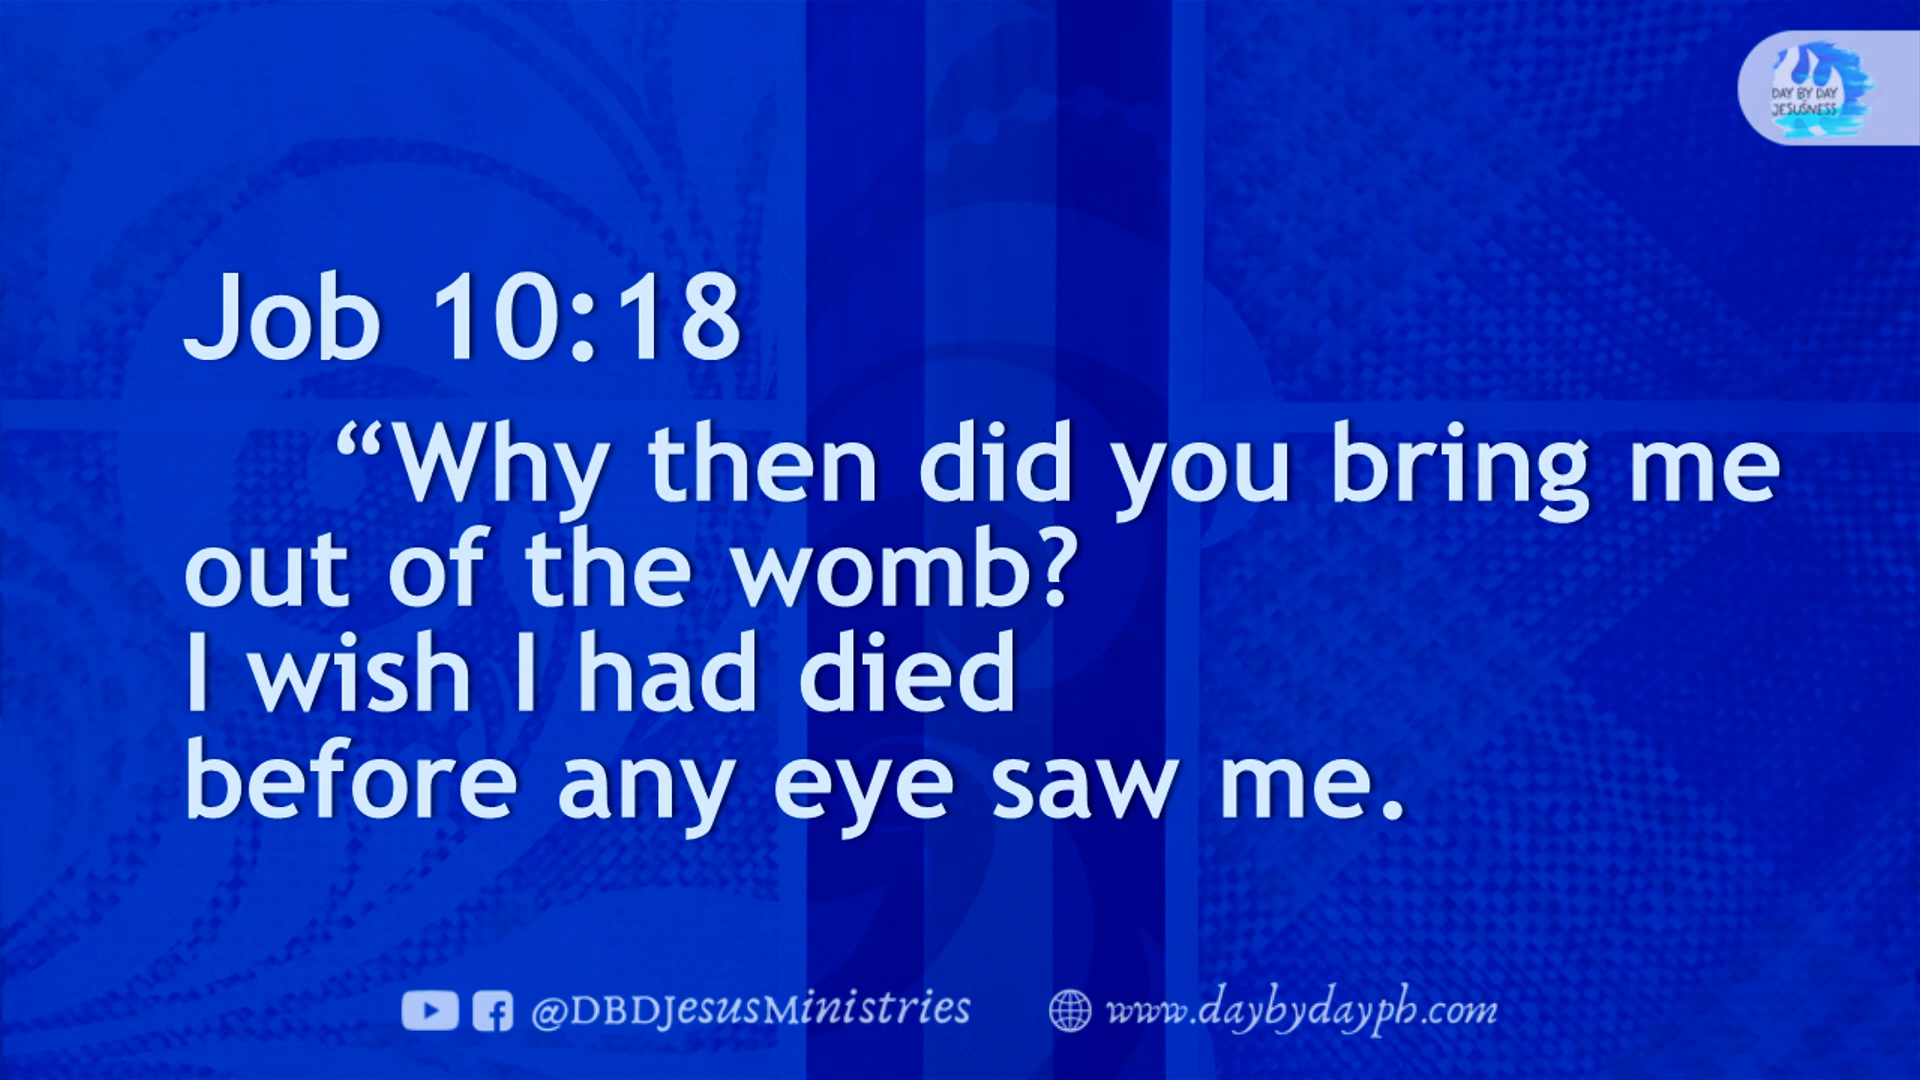 DAY BY DAY
JESUSNESS
Job 10:18
“Why then did you bring me
out of the womb?
I wish I had died
before any eye saw me.
@DBDJesusMinistries www.daybydayph.com